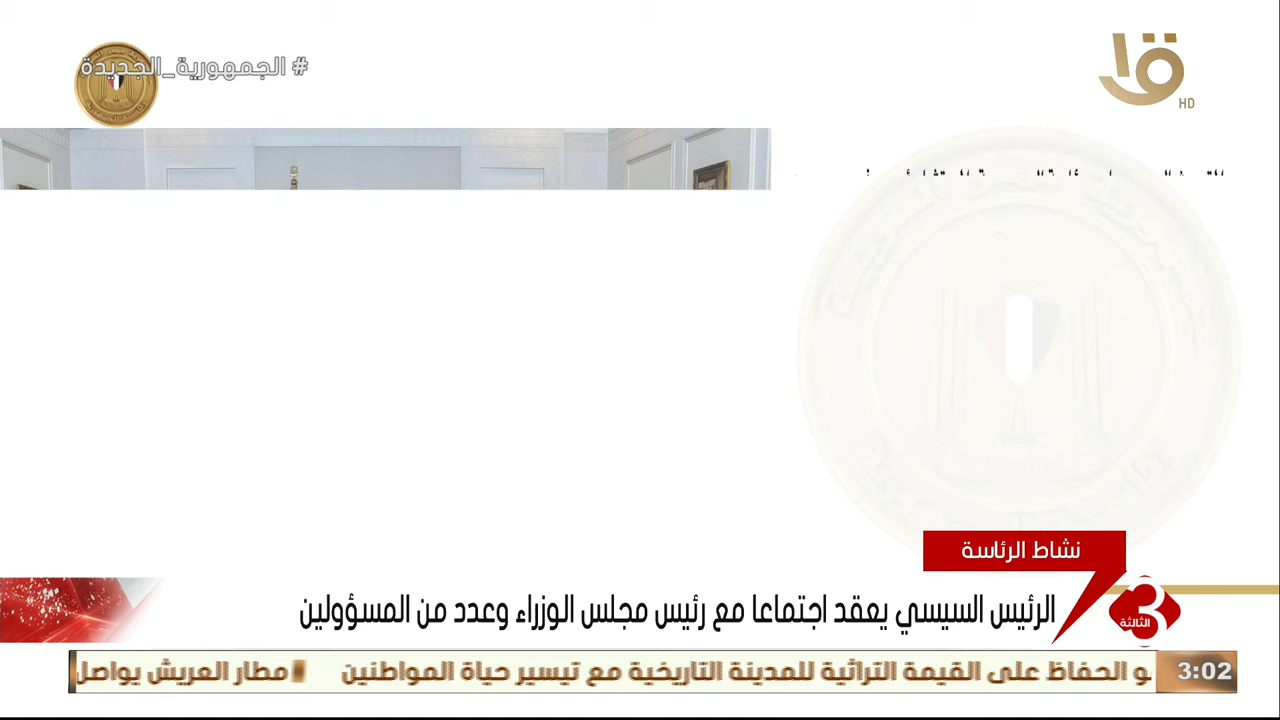 # الجمهورية_الجديدة
HD
نشاط الرئاسة
الرئيس السيسي يعقد اجتماعا مع رئيس مجلس الوزراء وعدد من المسؤولين
3
الثالثة
3:02
و الحفاظ على القيمة التراثية للمدينة التاريخية مع تيسير حياة المواطنين
مطار العريش يواصل